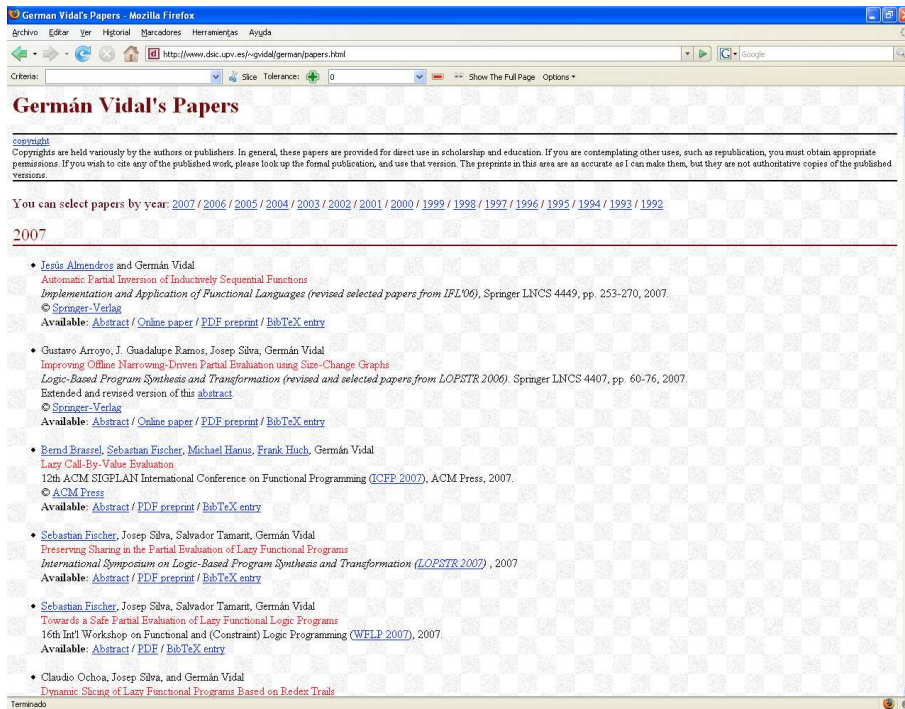 German Vidal's Papers - Mozilla Firefox
Archivo Editar Ver Historial Marcadores Herramientas Ayuda
http://www.dsic.upv.es/~gvidal/german/papers.html G Google
Criteria: Slice Tolerance: 0 Show The Full Page Options
Germán Vidal's Papers
copyright
Copyrights are held variously by the authors or publishers. In general, these papers are provided for direct use in scholarship and education. If you are contemplating other uses, such as republication, you must obtain appropriate
permissions. If you wish to cite any of the published work, please look up the formal publication, and use that version. The preprints in this area are as accurate as I can make them, but they are not authoritative copies of the published
versions.
You can select papers by year: 2007 / 2006 / 2005 / 2004 / 2003 / 2002 / 2001 / 2000 / 1999 / 1998 / 1997 / 1996 / 1995 / 1994 / 1993 / 1992
2007
• Jesús Almendros and Germán Vidal
Automatic Partial Inversion of Inductively Sequential Functions
Implementation and Application of Functional Languages (revised selected papers from IFL'06), Springer LNCS 4449, pp. 253-270, 2007.
© Springer-Verlag
Available: Abstract / Online paper / PDF preprint / BibTeX entry
• Gustavo Arroyo, J. Guadalupe Ramos, Josep Silva, Germán Vidal
Improving Offline Narrowing-Driven Partial Evaluation using Size-Change Graphs
Logic-Based Program Synthesis and Transformation (revised and selected papers from LOPSTR 2006). Springer LNCS 4407, pp. 60-76, 2007.
Extended and revised version of this abstract.
© Springer-Verlag
Available: Abstract / Online paper / PDF preprint / BibTeX entry
• Bernd Brassel, Sebastian Fischer, Michael Hanus, Frank Huch, Germán Vidal
Lazy Call-By-Value Evaluation
12th ACM SIGPLAN International Conference on Functional Programming (ICFP 2007), ACM Press, 2007.
© ACM Press
Available: Abstract / PDF preprint / BibTeX entry
• Sebastian Fischer, Josep Silva, Salvador Tamarit, Germán Vidal
Preserving Sharing in the Partial Evaluation of Lazy Functional Programs
International Symposium on Logic-Based Program Synthesis and Transformation (LOPSTR 2007) , 2007
Available: Abstract / PDF preprint / BibTeX entry
• Sebastian Fischer, Josep Silva, Salvador Tamarit, Germán Vidal
Towards a Safe Partial Evaluation of Lazy Functional Logic Programs
16th Int'l Workshop on Functional and (Constraint) Logic Programming (WFLP 2007), 2007.
Available: Abstract / PDF / BibTeX entry
• Claudio Ochoa, Josep Silva, and Germán Vidal
Dynamic Slicing of Lazy Functional Programs Based on Redex Trails
Terminado